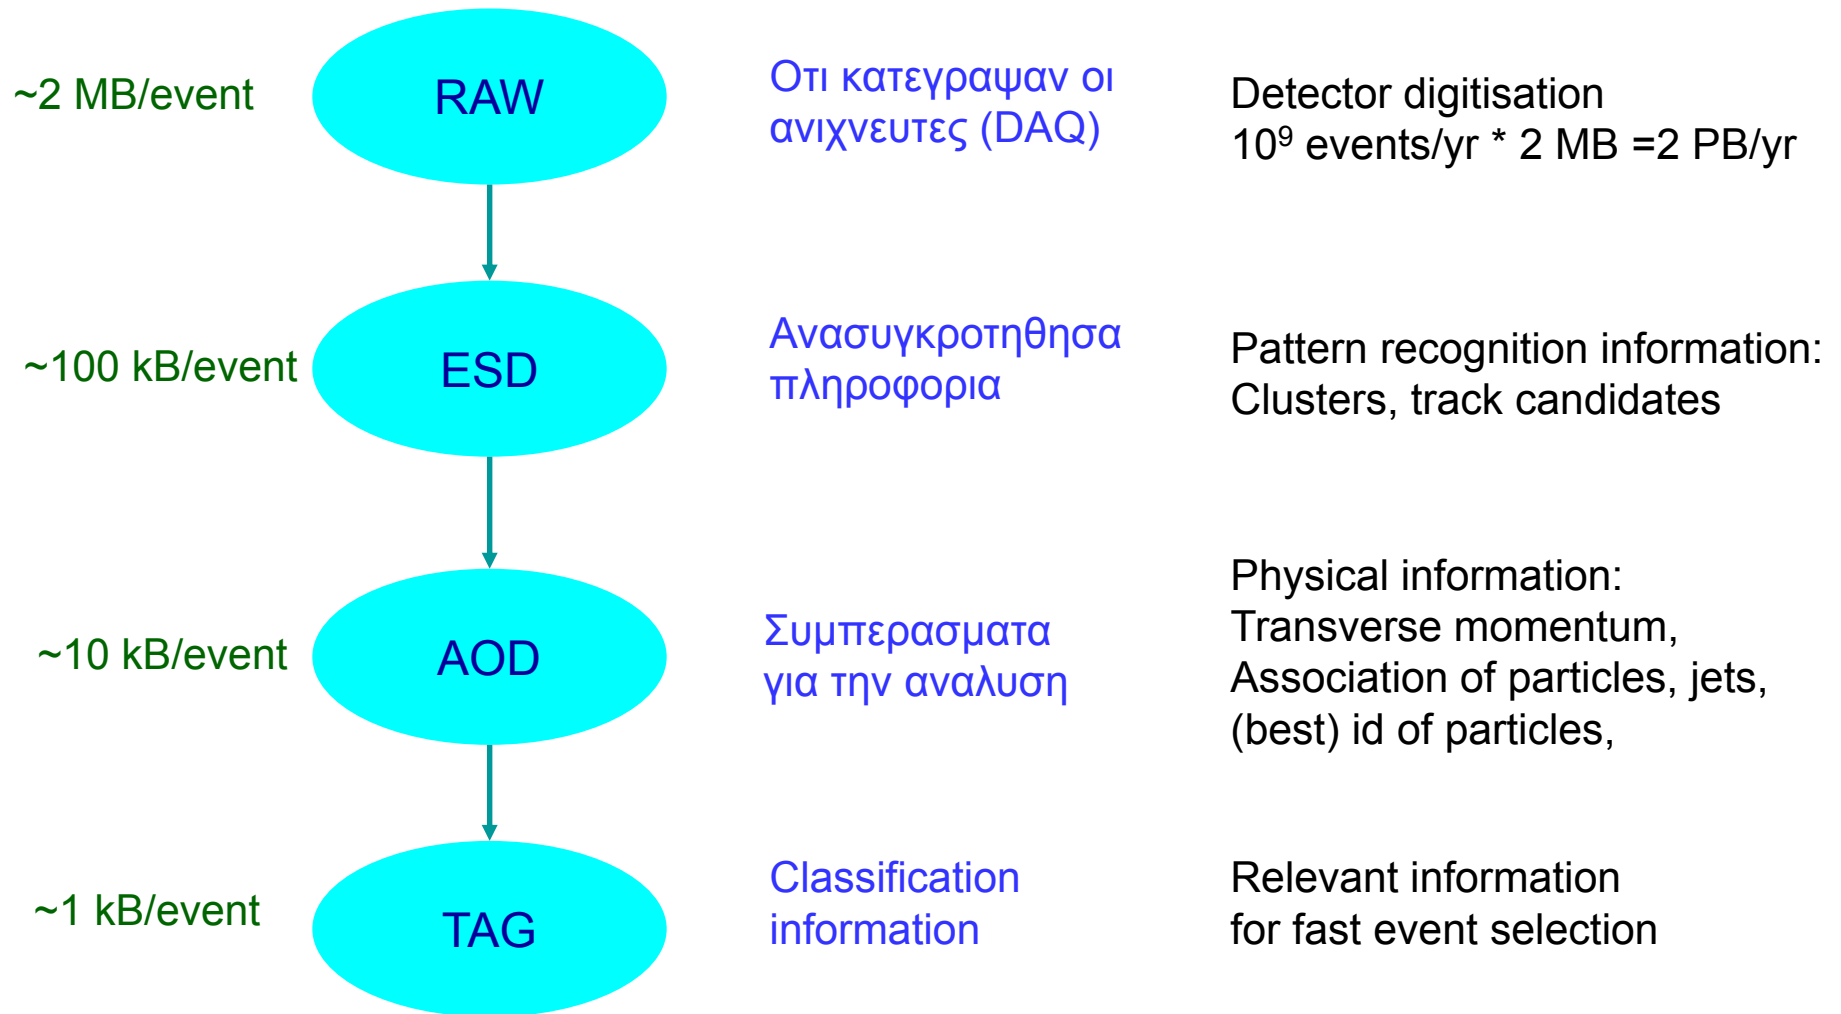 ~2 MB/event
RAW
Οτι κατεγραψαν οι
ανιχνευτες (DAQ)
Detector digitisation
10⁹ events/yr * 2 MB =2 PB/yr
~100 kB/event
ESD
Ανασυγκροτηθησα
πληροφορια
Pattern recognition information:
Clusters, track candidates
~10 kB/event
AOD
Συμπερασματα
για την αναλυση
Physical information:
Transverse momentum,
Association of particles, jets,
(best) id of particles,
~1 kB/event
TAG
Classification
information
Relevant information
for fast event selection